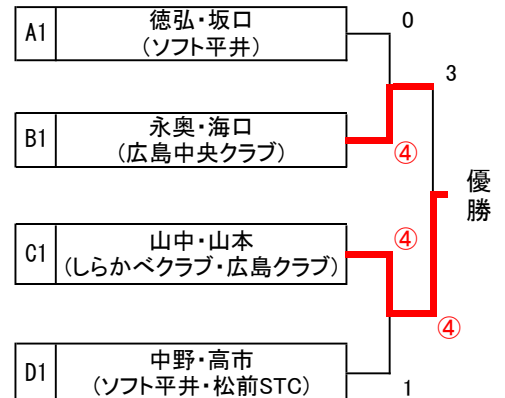 A1
徳弘・坂口
(ソフト平井)
0
3
B1
永奥・海口
(広島中央クラブ)
④
優勝
C1
山中・山本
(しらかべクラブ・広島クラブ)
④
④
D1
中野・高市
(ソフト平井・松前STC)
1